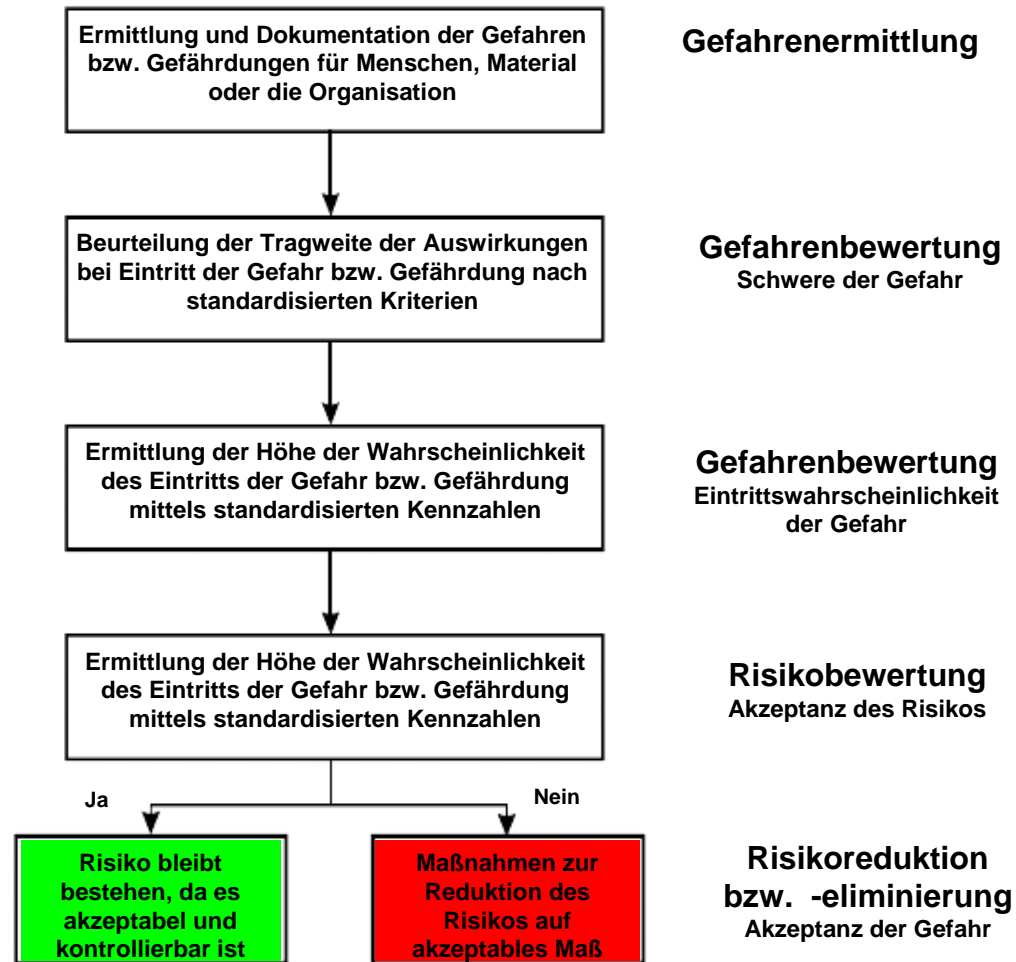 Ermittlung und Dokumentation der Gefahren
bzw. Gefährdungen für Menschen, Material
oder die Organisation
Gefahrenermittlung
Beurteilung der Tragweite der Auswirkungen
bei Eintritt der Gefahr bzw. Gefährdung nach
standardisierten Kriterien
Gefahrenbewertung
Schwere der Gefahr
Ermittlung der Höhe der Wahrscheinlichkeit
des Eintritts der Gefahr bzw. Gefährdung
mittels standardisierten Kennzahlen
Gefahrenbewertung
Eintrittswahrscheinlichkeit
der Gefahr
Ermittlung der Höhe der Wahrscheinlichkeit
des Eintritts der Gefahr bzw. Gefährdung
mittels standardisierten Kennzahlen
Risikobewertung
Akzeptanz des Risikos
Ja
Nein
Risiko bleibt
bestehen, da es
akzeptabel und
kontrollierbar ist
Maßnahmen zur
Reduktion des
Risikos auf
akzeptables Maß
Risikoreduktion
bzw. -eliminierung
Akzeptanz der Gefahr